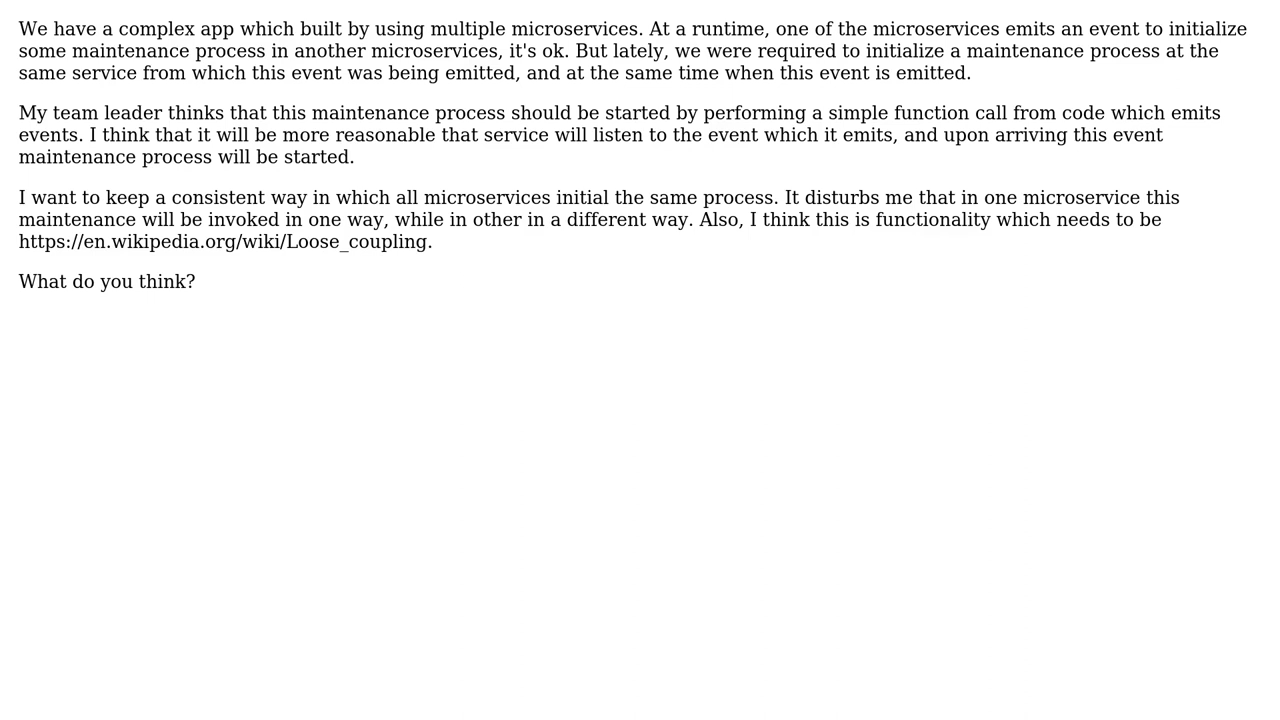 We have a complex app which built by using multiple microservices. At a runtime, one of the microservices emits an event to initialize
some maintenance process in another microservices, it's ok. But lately, we were required to initialize a maintenance process at the
same service from which this event was being emitted, and at the same time when this event is emitted.
My team leader thinks that this maintenance process should be started by performing a simple function call from code which emits
events. I think that it will be more reasonable that service will listen to the event which it emits, and upon arriving this event
maintenance process will be started.
I want to keep a consistent way in which all microservices initial the same process. It disturbs me that in one microservice this
maintenance will be invoked in one way, while in other in a different way. Also, I think this is functionality which needs to be
https://en.wikipedia.org/wiki/Loose_coupling.
What do you think?